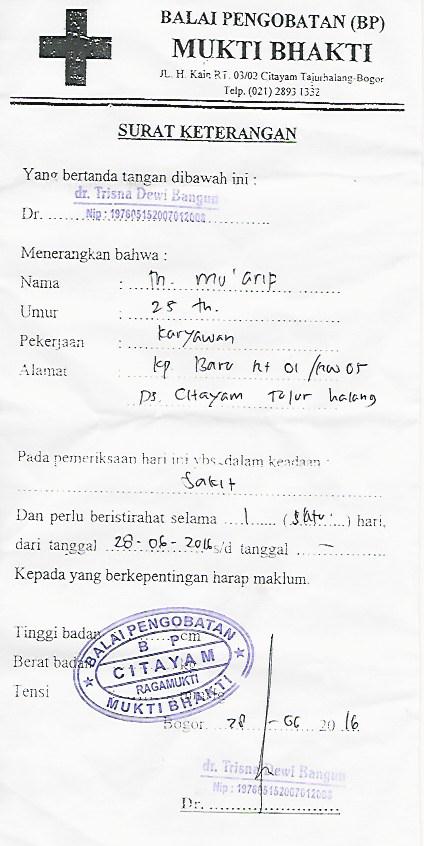 BALAI PENGOBATAN (BP)
MUKTI BHAKTI
JL. H. Kain RT. 03/02 Citayam Tajurhalang-Bogor
Telp. (021) 2893 1332
SURAT KETERANGAN
Yang bertanda tangan dibawah ini :
dr. Trisna Dewi Bangun
Dr. ....................................
Nip : 197605152007012008
Menerangkan bahwa :
Nama : M. Mu'arip
Umur : 25 th.
Pekerjaan : Karyawan
Alamat : Kp Baru Rt 01 /Rw 05
Ds. Citayam Tajur halang
Pada pemeriksaan hari ini ybs. dalam keadaan :
Sakit
Dan perlu beristirahat selama ....1...... (.satu...) hari,
dari tanggal ..28-06-2016 s/d tanggal ....–..........
Kepada yang berkepentingan harap maklum.
Tinggi badan cm
Berat badan kg
Tensi
BALAI PENGOBATAN
B P
CITAYAM
RAGAMUKTI
MUKTI BHAKTI
Bogor, 28 -06 2016
dr. Trisna Dewi Bangun
Nip : 197605152007012008
Dr. ..........................